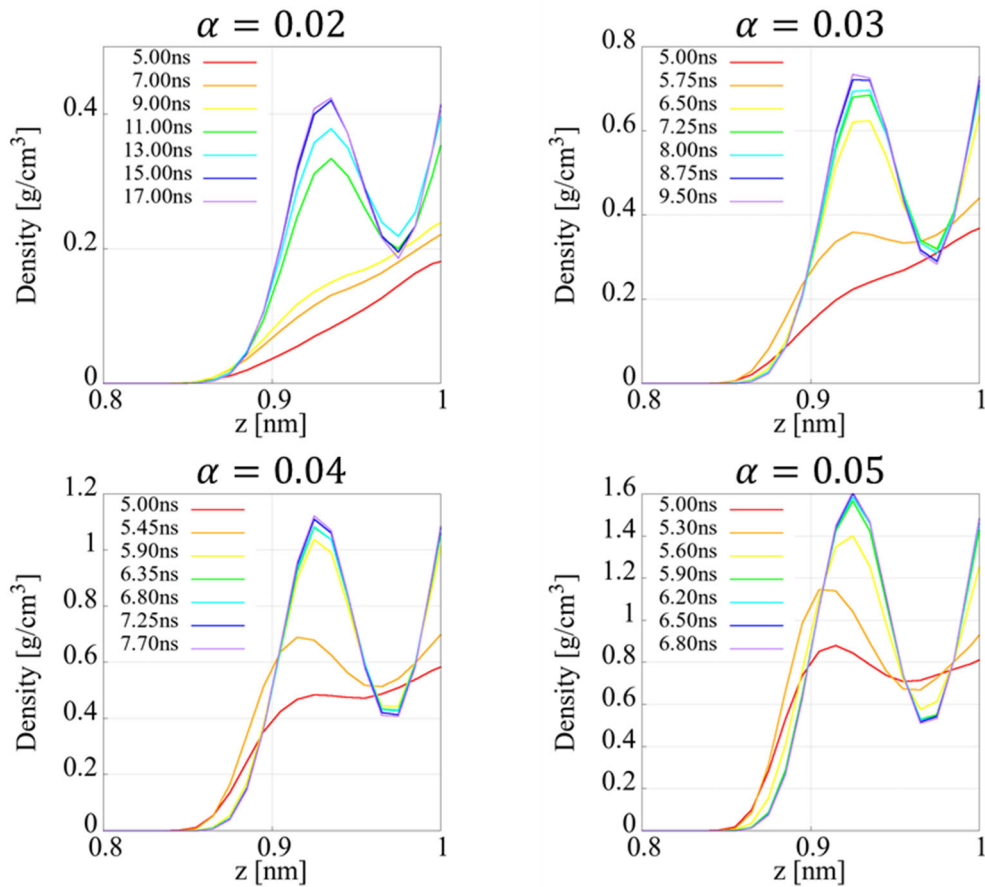 α = 0.02
5.00ns
7.00ns
9.00ns
11.00ns
13.00ns
15.00ns
17.00ns
0.4
0.2
0
Density [g/cm³]
0.8
0.9
1
z [nm]
α = 0.03
5.00ns
5.75ns
6.50ns
7.25ns
8.00ns
8.75ns
9.50ns
0.8
0.6
0.4
0.2
0
Density [g/cm³]
0.8
0.9
1
z [nm]
α = 0.04
5.00ns
5.45ns
5.90ns
6.35ns
6.80ns
7.25ns
7.70ns
1.2
1
0.8
0.6
0.4
0.2
0
Density [g/cm³]
0.8
0.9
1
z [nm]
α = 0.05
5.00ns
5.30ns
5.60ns
5.90ns
6.20ns
6.50ns
6.80ns
1.6
1.4
1.2
1
0.8
0.6
0.4
0.2
0
Density [g/cm³]
0.8
0.9
1
z [nm]